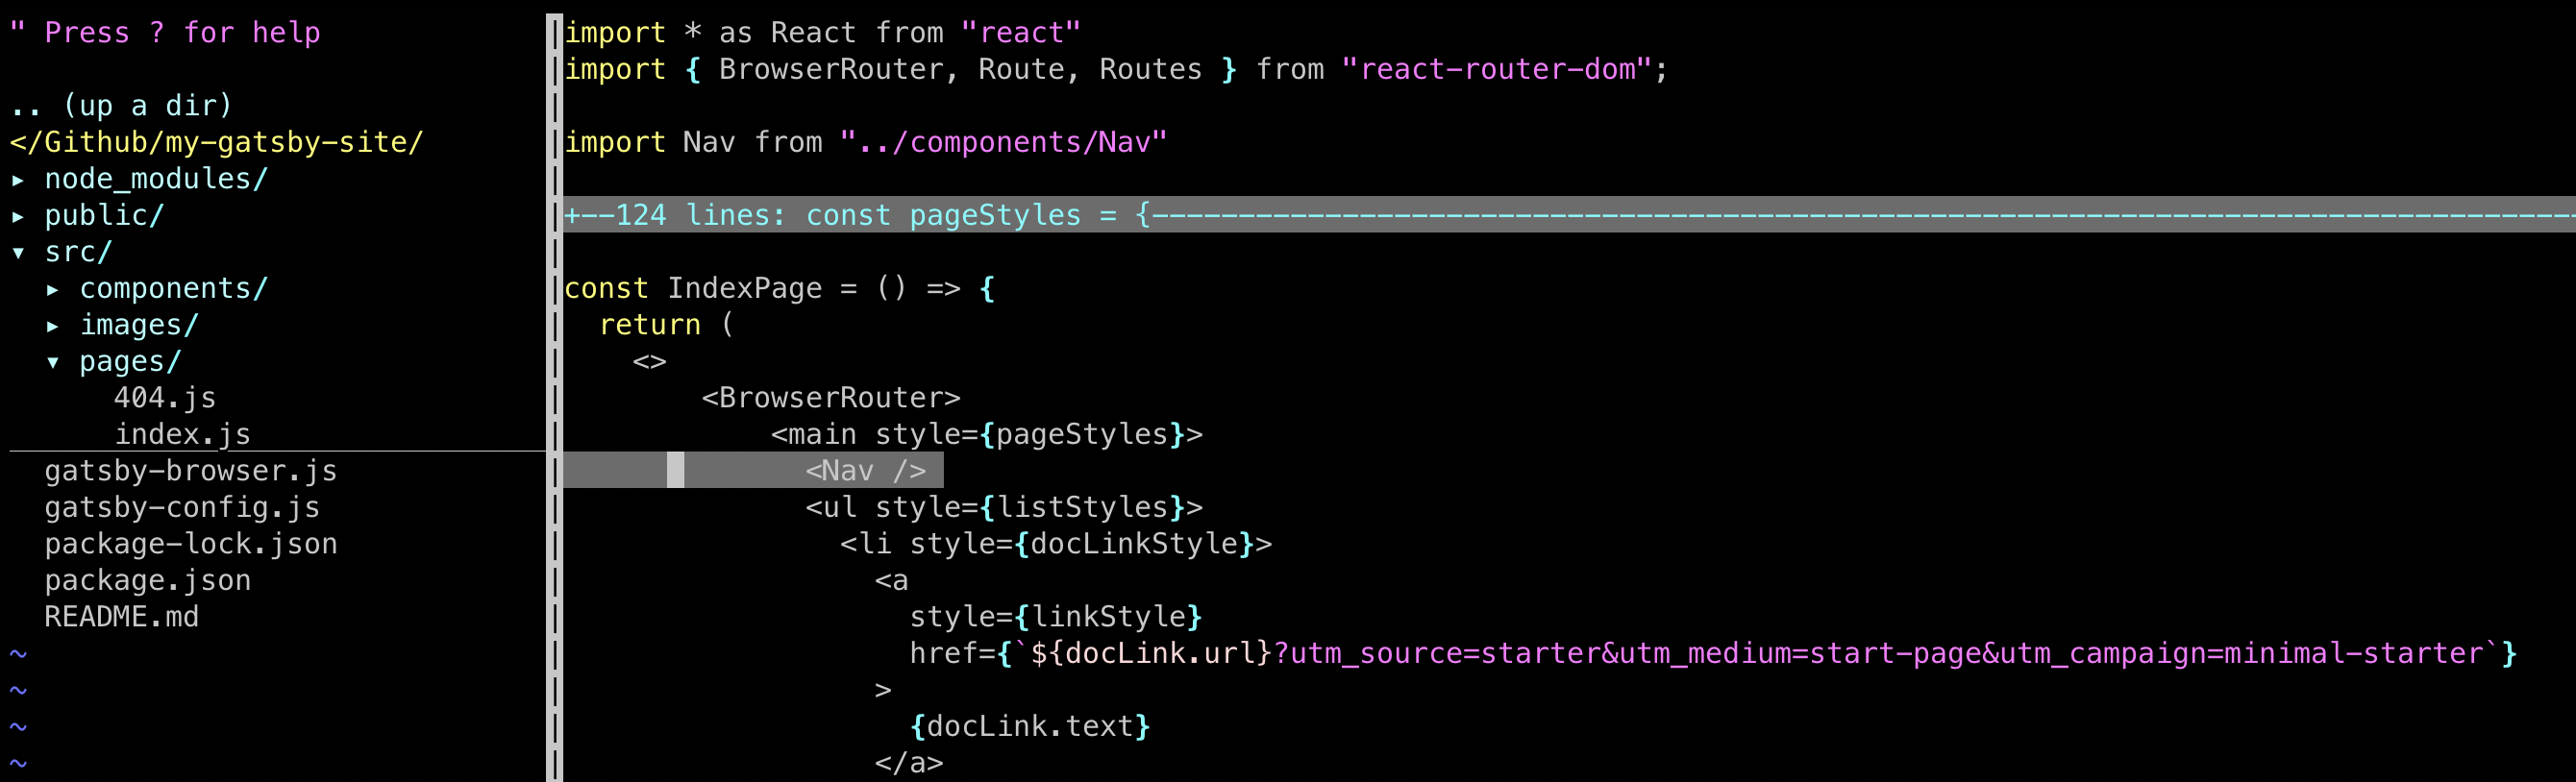 " Press ? for help
.. (up a dir)
</Github/my-gatsby-site/
▸ node_modules/
▸ public/
▾ src/
▸ components/
▸ images/
▾ pages/
404.js
index.js
gatsby-browser.js
gatsby-config.js
package-lock.json
package.json
README.md
~
~
~
~
import * as React from "react"
import { BrowserRouter, Route, Routes } from "react-router-dom";
import Nav from "../components/Nav"
+--124 lines: const pageStyles = {---------------------------------------------------------------------------------
const IndexPage = () => {
return (
<>
<BrowserRouter>
<main style={pageStyles}>
<Nav />
<ul style={listStyles}>
<li style={docLinkStyle}>
<a
style={linkStyle}
href={`${docLink.url}?utm_source=starter&utm_medium=start-page&utm_campaign=minimal-starter`}
>
{docLink.text}
</a>